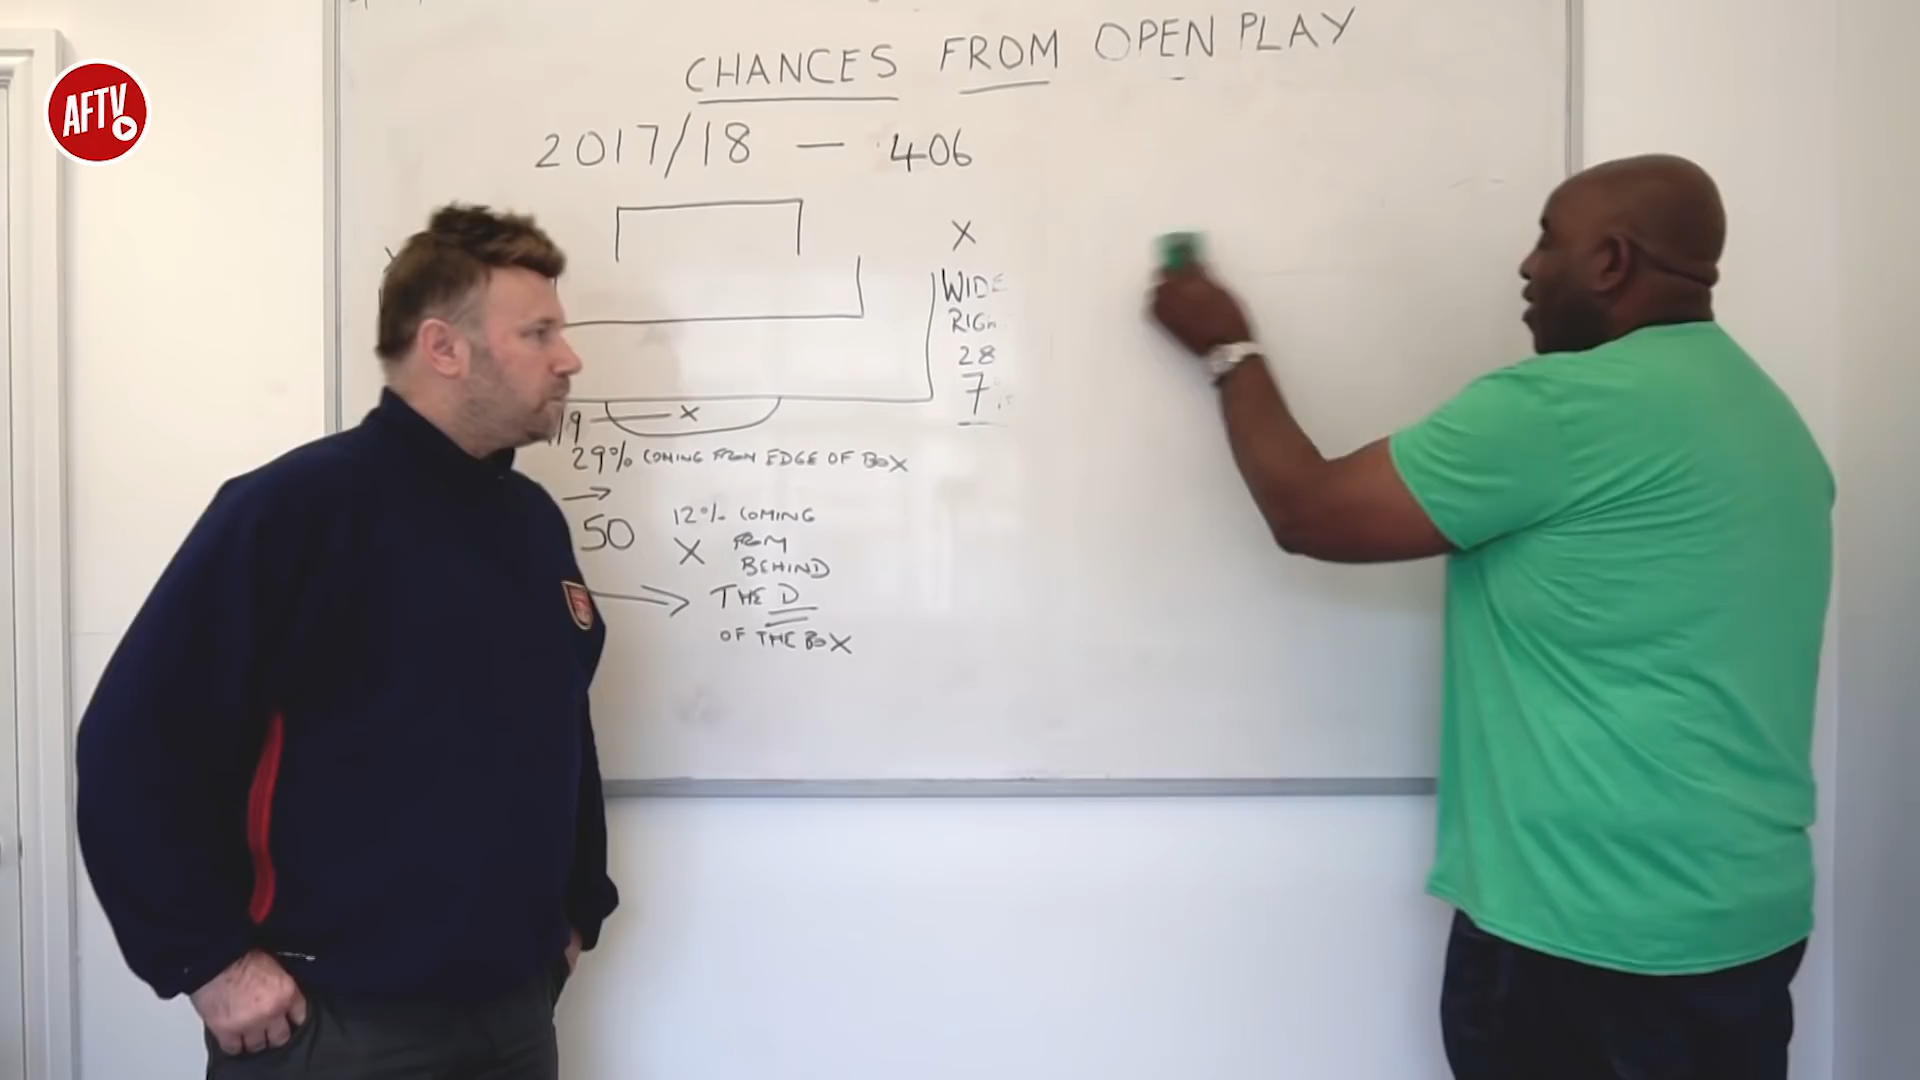 AFTV
CHANCES FROM OPEN PLAY
2017/18 — 406
X
WIDE
28
7
19 X
29% COMING FROM EDGE OF BOX
50
12% COMING
X FROM
BEHIND
THE D
OF THE BOX